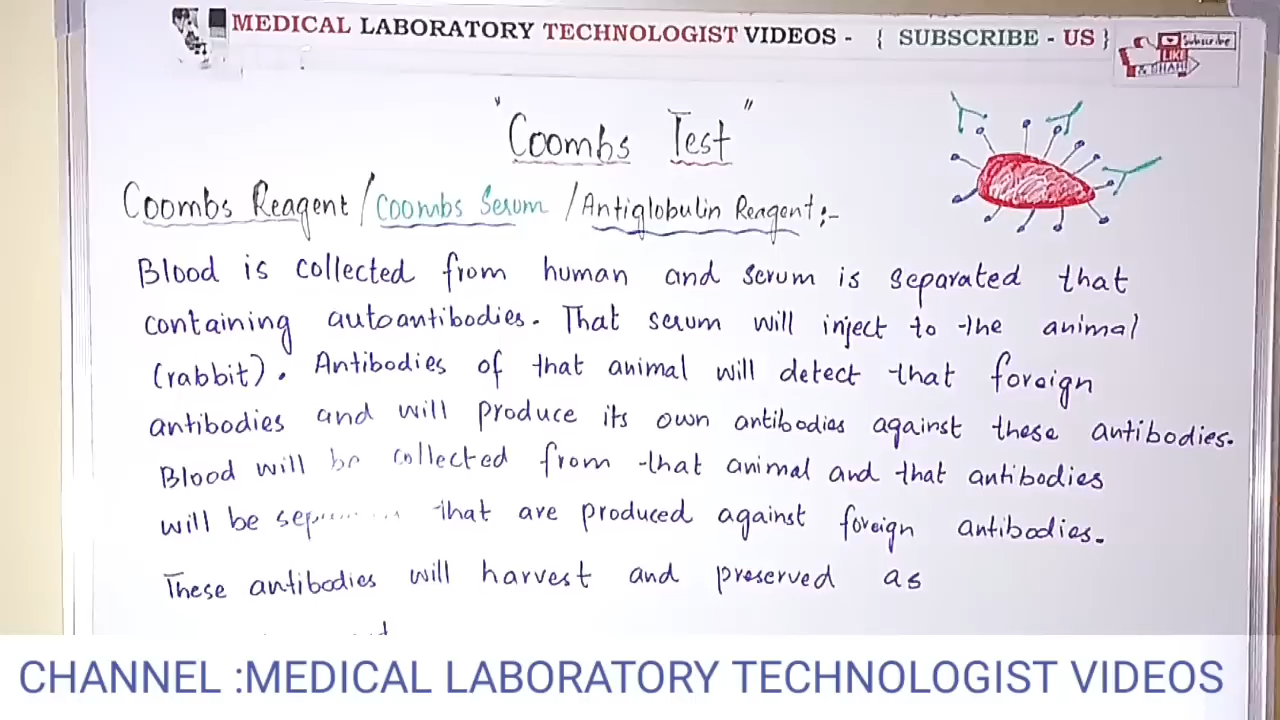 MEDICAL LABORATORY TECHNOLOGIST VIDEOS - { SUBSCRIBE - US }
Subscribe
LIKE
& SHARE
"Coombs Test"
Coombs Reagent / Coombs Serum / Antiglobulin Reagent:-
Blood is collected from human and serum is separated that
containing autoantibodies. That serum will inject to the animal
(rabbit). Antibodies of that animal will detect that foreign
antibodies and will produce its own antibodies against these antibodies.
Blood will be collected from that animal and that antibodies
will be that are produced against foreign antibodies.
These antibodies will harvest and preserved as
CHANNEL :MEDICAL LABORATORY TECHNOLOGIST VIDEOS